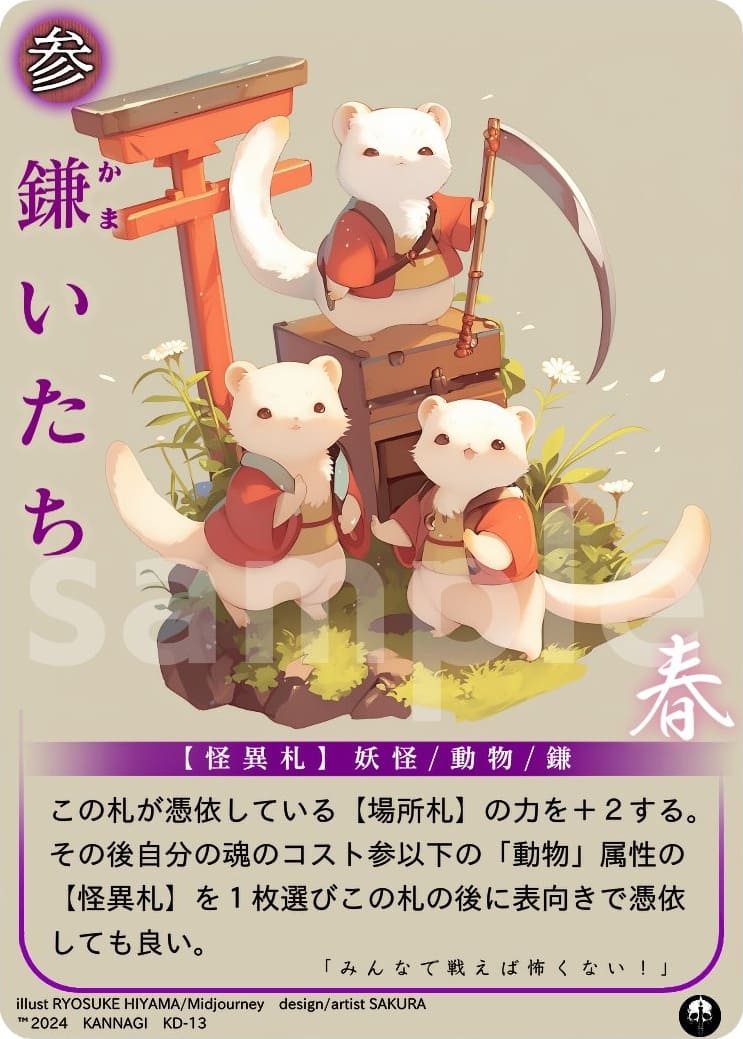 参
鎌いたち
かま
sample
春
【怪異札】妖怪/動物/鎌
この札が憑依している【場所札】の力を+2する。
その後自分の魂のコスト参以下の「動物」属性の
【怪異札】を1枚選びこの札の後に表向きで憑依
しても良い。
「みんなで戦えば怖くない!」
illust RYOSUKE HIYAMA/Midjourney design/artist SAKURA
™2024 KANNAGI KD-13